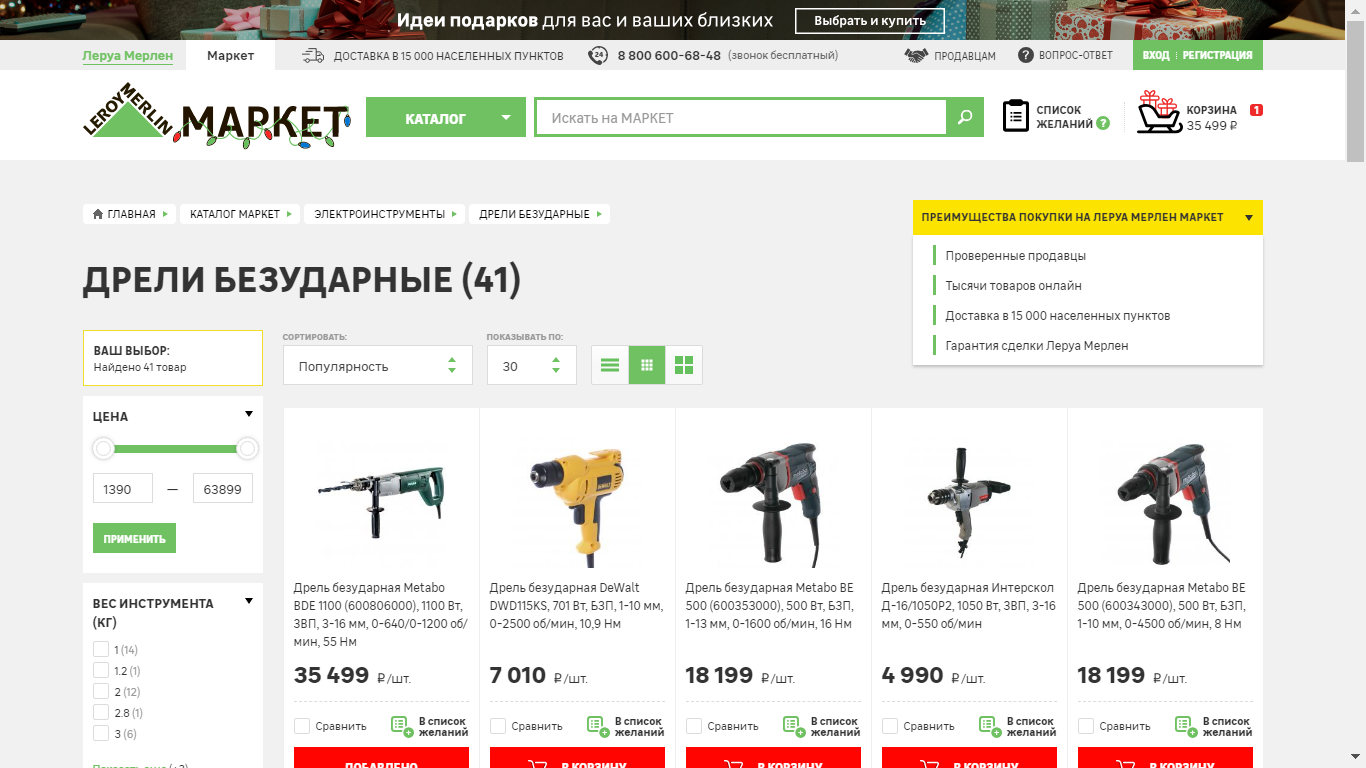 Идеи подарков для вас и ваших близких
Выбрать и купить
Леруа Мерлен
Маркет
ДОСТАВКА В 15 000 НАСЕЛЕННЫХ ПУНКТОВ
24
8 800 600-68-48 (звонок бесплатный)
ПРОДАВЦАМ
? ВОПРОС-ОТВЕТ
ВХОД
РЕГИСТРАЦИЯ
LEROY MERLIN
МАРКЕТ
КАТАЛОГ
Искать на МАРКЕТ
СПИСОК
ЖЕЛАНИЙ ?
КОРЗИНА 1
35 499 ₽
ГЛАВНАЯ
КАТАЛОГ МАРКЕТ
ЭЛЕКТРОИНСТРУМЕНТЫ
ДРЕЛИ БЕЗУДАРНЫЕ
ПРЕИМУЩЕСТВА ПОКУПКИ НА ЛЕРУА МЕРЛЕН МАРКЕТ
Проверенные продавцы
Тысячи товаров онлайн
Доставка в 15 000 населенных пунктов
Гарантия сделки Леруа Мерлен
ДРЕЛИ БЕЗУДАРНЫЕ (41)
ВАШ ВЫБОР:
Найдено 41 товар
СОРТИРОВАТЬ:
Популярность
ПОКАЗЫВАТЬ ПО:
30
ЦЕНА
1390 — 63899
ПРИМЕНИТЬ
ВЕС ИНСТРУМЕНТА
(КГ)
1 (14)
1.2 (1)
2 (12)
2.8 (1)
3 (6)
Показать еще (+3)
Дрель безударная Metabo
BDE 1100 (600806000), 1100 Вт,
ЗВП, 3-16 мм, 0-640/0-1200 об/
мин, 55 Нм
35 499 ₽/шт.
Сравнить
В список
желаний
ДОБАВЛЕНО
Дрель безударная DeWalt
DWD115KS, 701 Вт, БЗП, 1-10 мм,
0-2500 об/мин, 10,9 Нм
7 010 ₽/шт.
Сравнить
В список
желаний
В КОРЗИНУ
Дрель безударная Metabo BE
500 (600353000), 500 Вт, БЗП,
1-13 мм, 0-1600 об/мин, 16 Нм
18 199 ₽/шт.
Сравнить
В список
желаний
В КОРЗИНУ
Дрель безударная Интерскол
Д-16/1050Р2, 1050 Вт, ЗВП, 3-16
мм, 0-550 об/мин
4 990 ₽/шт.
Сравнить
В список
желаний
В КОРЗИНУ
Дрель безударная Metabo BE
500 (600343000), 500 Вт, БЗП,
1-10 мм, 0-4500 об/мин, 8 Нм
18 199 ₽/шт.
Сравнить
В список
желаний
В КОРЗИНУ